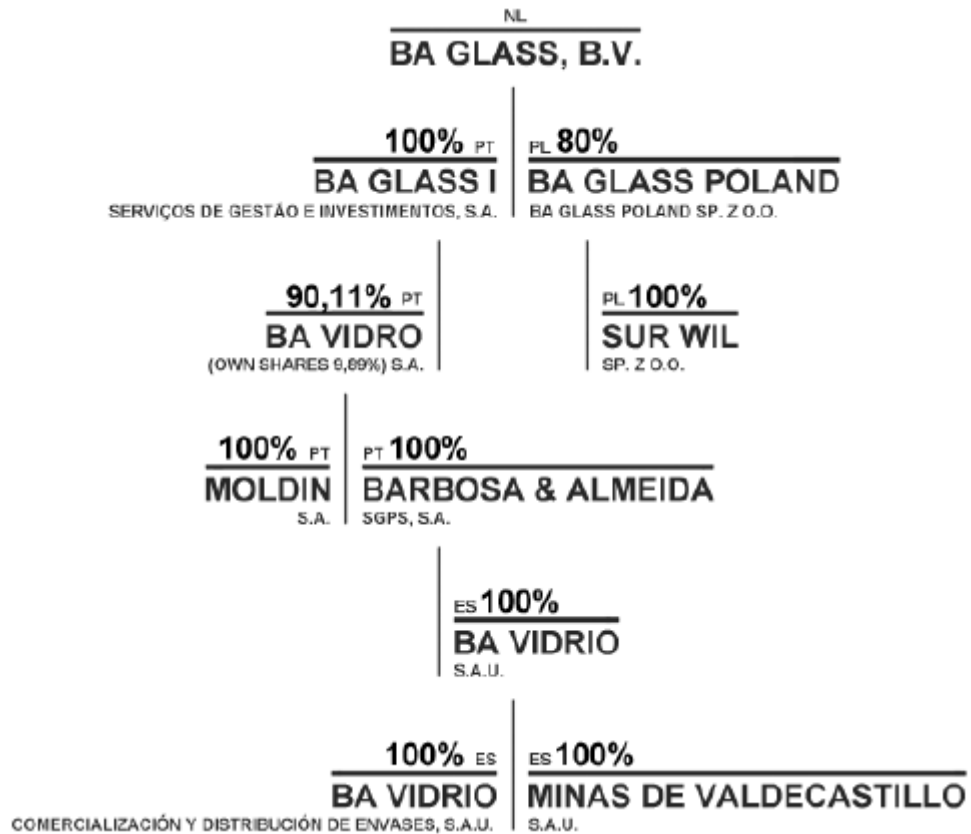 NL
BA GLASS, B.V.
100% PT
BA GLASS I
SERVIÇOS DE GESTÃO E INVESTIMENTOS, S.A.
PL 80%
BA GLASS POLAND
BA GLASS POLAND SP. Z O.O.
90,11% PT
BA VIDRO
(OWN SHARES 9,89%) S.A.
PL 100%
SUR WIL
SP. Z O.O.
100% PT
MOLDIN
S.A.
PT 100%
BARBOSA & ALMEIDA
SGPS, S.A.
ES 100%
BA VIDRIO
S.A.U.
100% ES
BA VIDRIO
COMERCIALIZACIÓN Y DISTRIBUCIÓN DE ENVASES, S.A.U.
ES 100%
MINAS DE VALDECASTILLO
S.A.U.